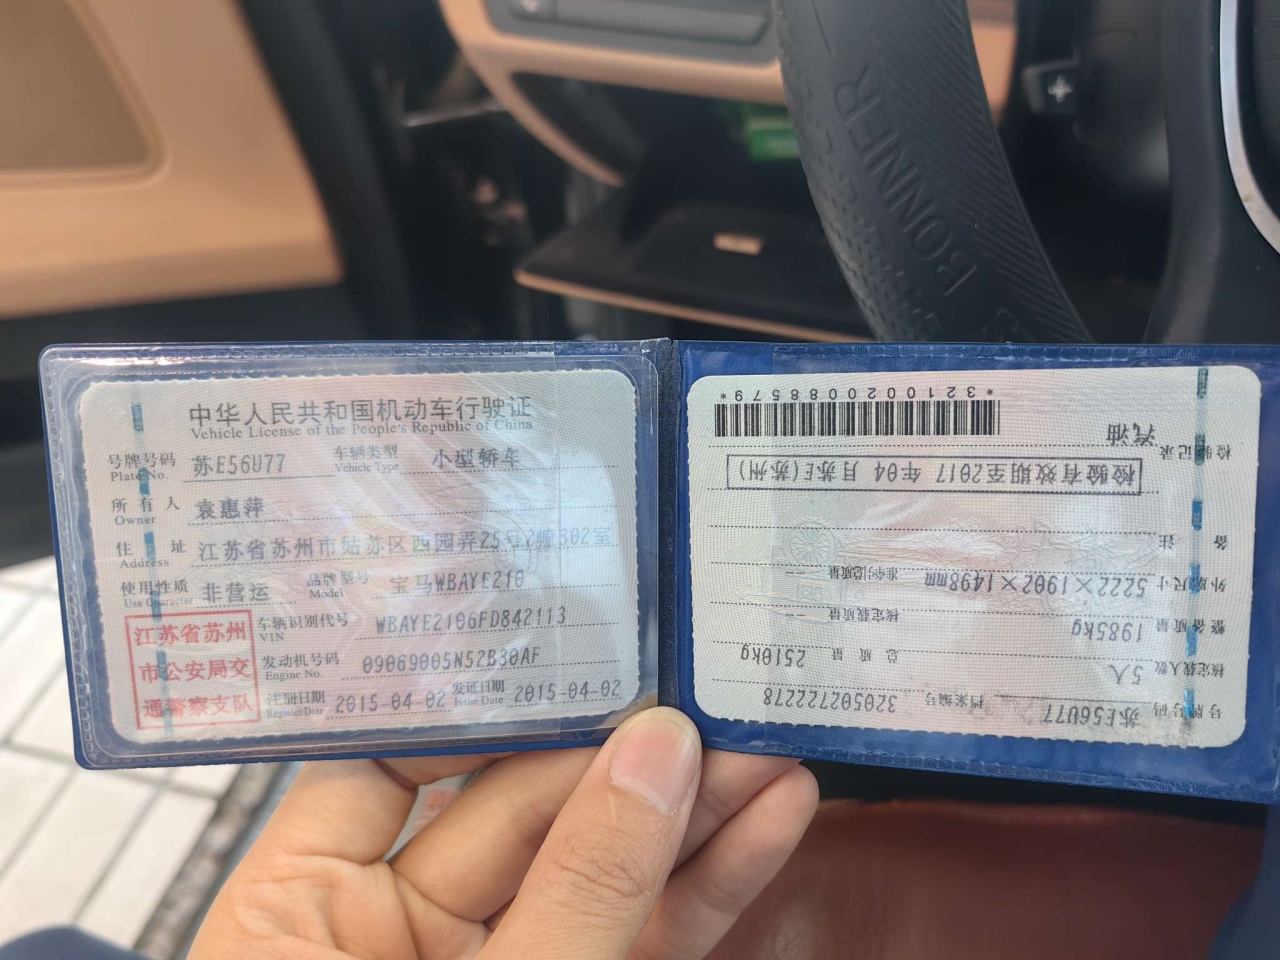 BONNER
中华人民共和国机动车行驶证
Vehicle License of the People's Republic of China
号牌号码 苏E56U77 车辆类型 小型轿车
Plate No. Vehicle Type
所有人 袁惠萍
Owner
住址 江苏省苏州市姑苏区西园弄25号2幢302室
Address
使用性质 非营运 品牌型号 宝马WBAYE210
Use Character Model
江苏省苏州
市公安局交
通警察支队
车辆识别代号 WBAYE2106FD842113
VIN
发动机号码 09069005N52B30AF
Engine No.
注册日期 2015-04-02 发证日期 2015-04-02
Register Date Issue Date
号牌号码 苏E56U77 档案编号 320502722278
核定载人数 5人 总质量 2510kg
整备质量 1985kg 核定载质量 —
外廓尺寸 5222×1902×1498mm 准牵引总质量 —
备注
检验有效期至2017年04月苏E(苏州)
检验记录
汽油
*3210020088579*